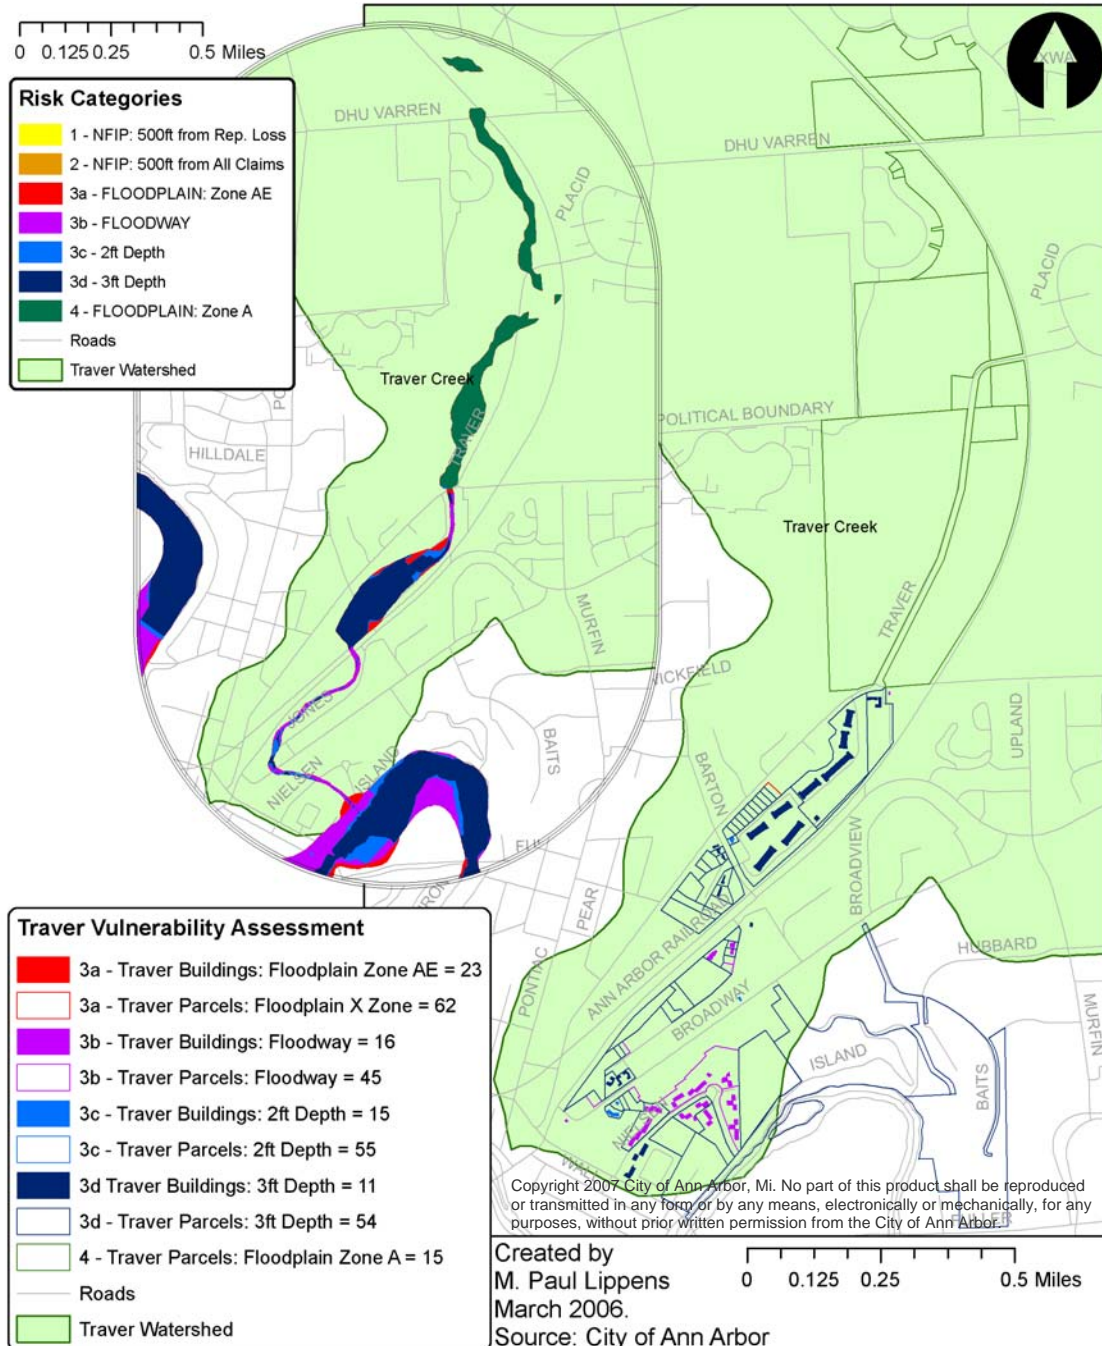 0 0.125 0.25 0.5 Miles
Risk Categories
1 - NFIP: 500ft from Rep. Loss
2 - NFIP: 500ft from All Claims
3a - FLOODPLAIN: Zone AE
3b - FLOODWAY
3c - 2ft Depth
3d - 3ft Depth
4 - FLOODPLAIN: Zone A
Roads
Traver Watershed
DHU VARREN
PLACID
Traver Creek
TRAVER
HILLDALE
MURFIN
JONES
NIELSEN
ISLAND
BAITS
DHU VARREN
PLACID
POLITICAL BOUNDARY
Traver Creek
TRAVER
UPLAND
BARTON
BROADVIEW
PEAR
PONTIAC
ANN ARBOR RAILROAD
BROADWAY
HUBBARD
MURFIN
ISLAND
BAITS
NIELSEN
FULLER
Traver Vulnerability Assessment
3a - Traver Buildings: Floodplain Zone AE = 23
3a - Traver Parcels: Floodplain X Zone = 62
3b - Traver Buildings: Floodway = 16
3b - Traver Parcels: Floodway = 45
3c - Traver Buildings: 2ft Depth = 15
3c - Traver Parcels: 2ft Depth = 55
3d Traver Buildings: 3ft Depth = 11
3d - Traver Parcels: 3ft Depth = 54
4 - Traver Parcels: Floodplain Zone A = 15
Roads
Traver Watershed
Copyright 2007 City of Ann Arbor, Mi. No part of this product shall be reproduced
or transmitted in any form or by any means, electronically or mechanically, for any
purposes, without prior written permission from the City of Ann Arbor.
Created by
M. Paul Lippens
March 2006.
Source: City of Ann Arbor
0 0.125 0.25 0.5 Miles